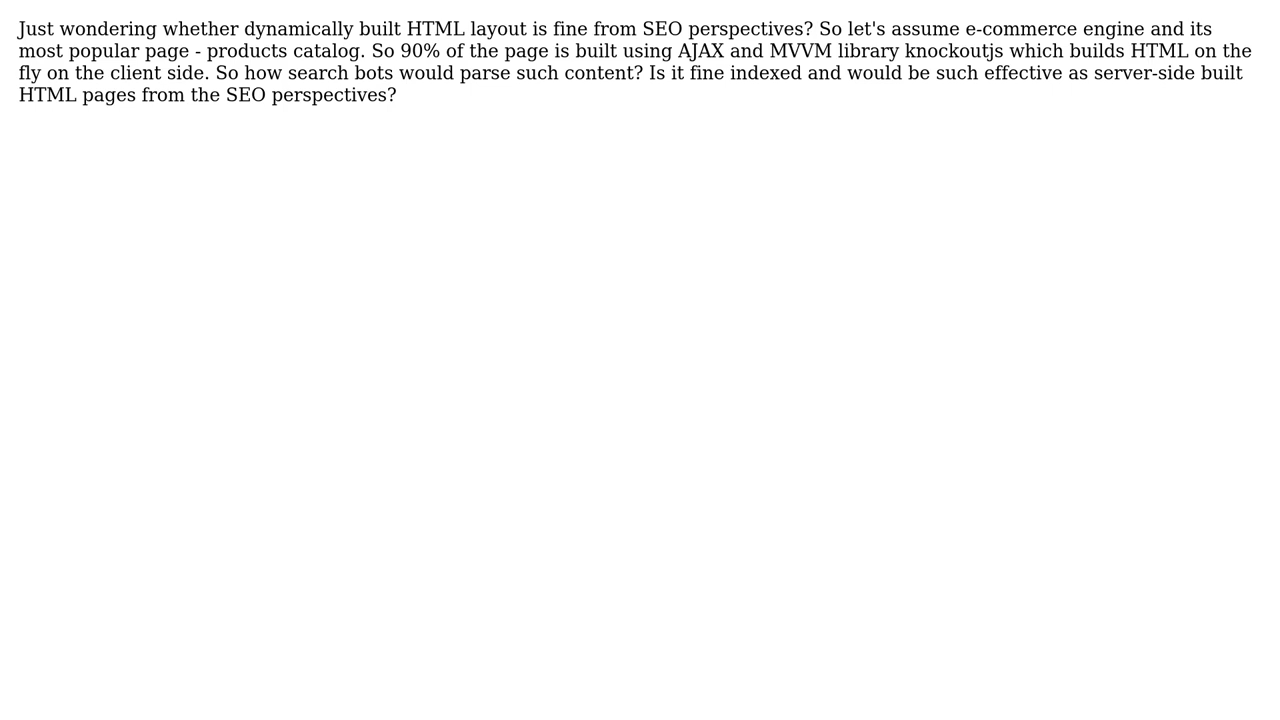 Just wondering whether dynamically built HTML layout is fine from SEO perspectives? So let's assume e-commerce engine and its
most popular page - products catalog. So 90% of the page is built using AJAX and MVVM library knockoutjs which builds HTML on the
fly on the client side. So how search bots would parse such content? Is it fine indexed and would be such effective as server-side built
HTML pages from the SEO perspectives?